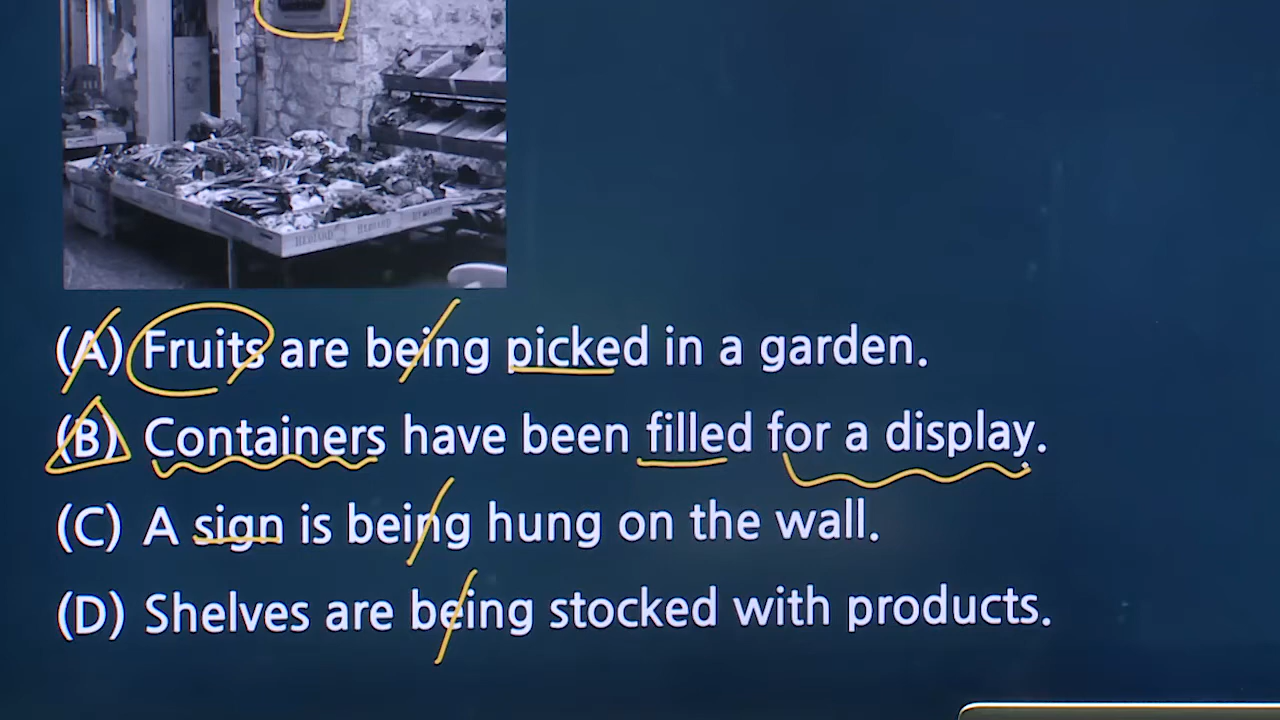 (A) Fruits are being picked in a garden.
(B) Containers have been filled for a display.
(C) A sign is being hung on the wall.
(D) Shelves are being stocked with products.